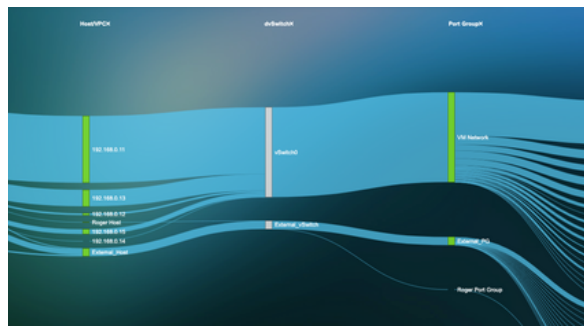 Host/VPC✕
dvSwitch✕
Port Group✕
192.168.0.11
vSwitch0
VM Network
192.168.0.13
192.168.0.12
Roger Host
192.168.0.15
192.168.0.14
External_Host
External_vSwitch
External_PG
Roger Port Group